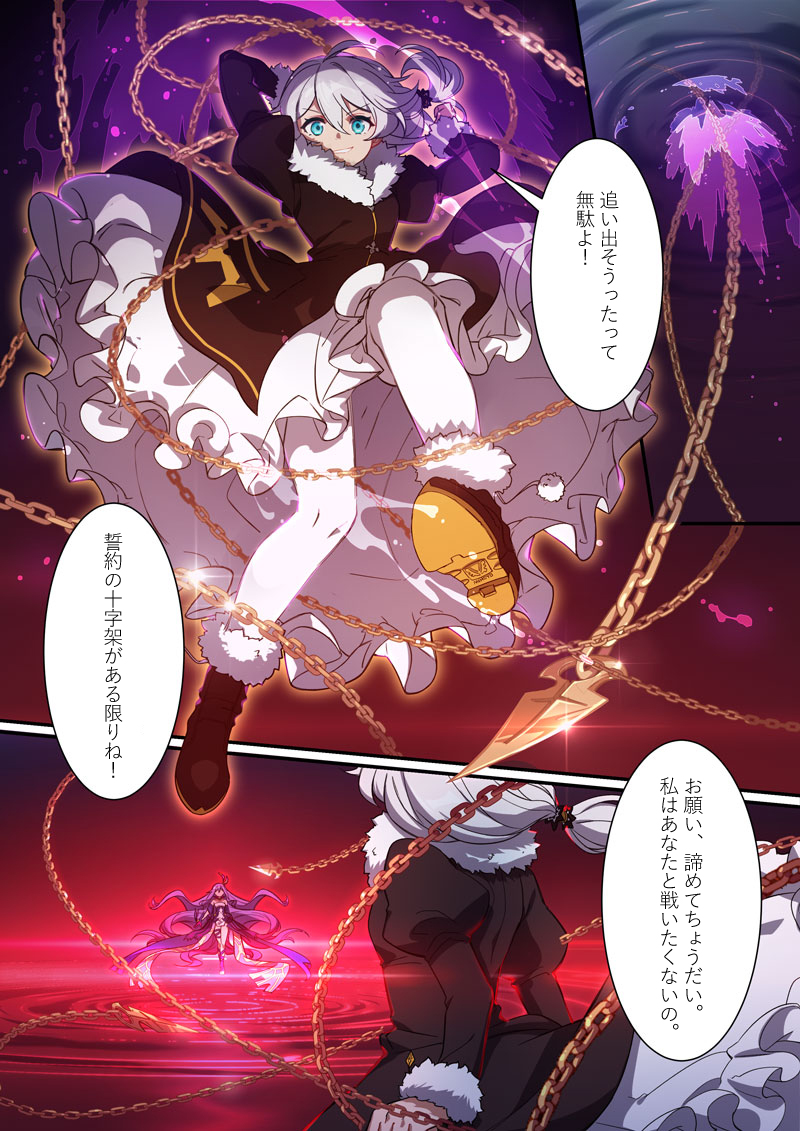 追い出そうったって
無駄よ！
誓約の十字架がある限りね！
お願い、諦めてちょうだい。
私はあなたと戦いたくないの。